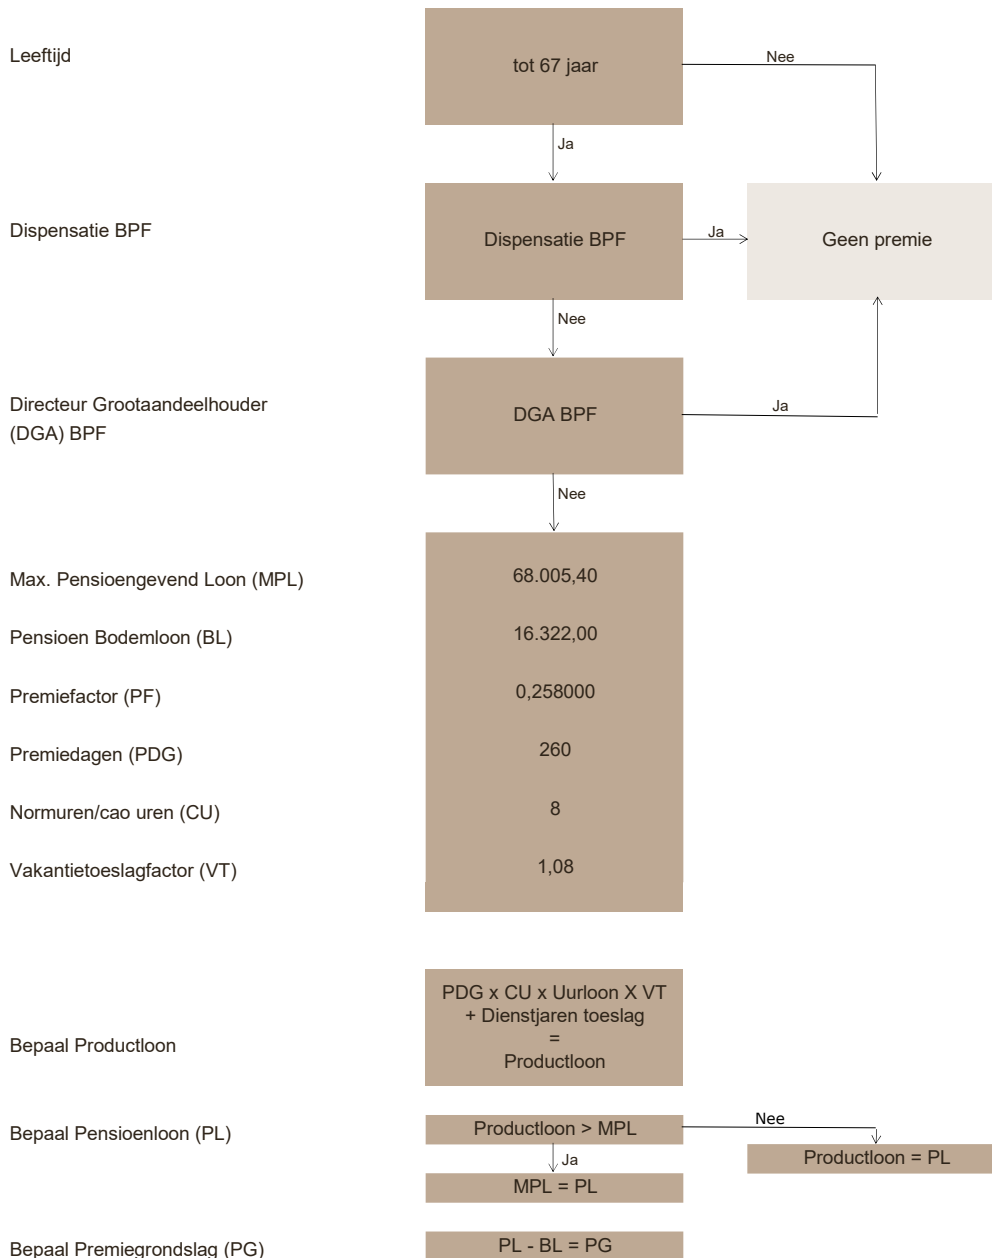 Leeftijd
tot 67 jaar
Nee
Ja
Dispensatie BPF
Dispensatie BPF
Ja
Geen premie
Nee
Directeur Grootaandeelhouder
(DGA) BPF
DGA BPF
Ja
Nee
Max. Pensioengevend Loon (MPL)
68.005,40
Pensioen Bodemloon (BL)
16.322,00
Premiefactor (PF)
0,258000
Premiedagen (PDG)
260
Normuren/cao uren (CU)
8
Vakantietoeslagfactor (VT)
1,08
Bepaal Productloon
PDG x CU x Uurloon X VT
+ Dienstjaren toeslag
=
Productloon
Bepaal Pensioenloon (PL)
Productloon > MPL
Nee
Productloon = PL
Ja
MPL = PL
Bepaal Premiegrondslag (PG)
PL - BL = PG